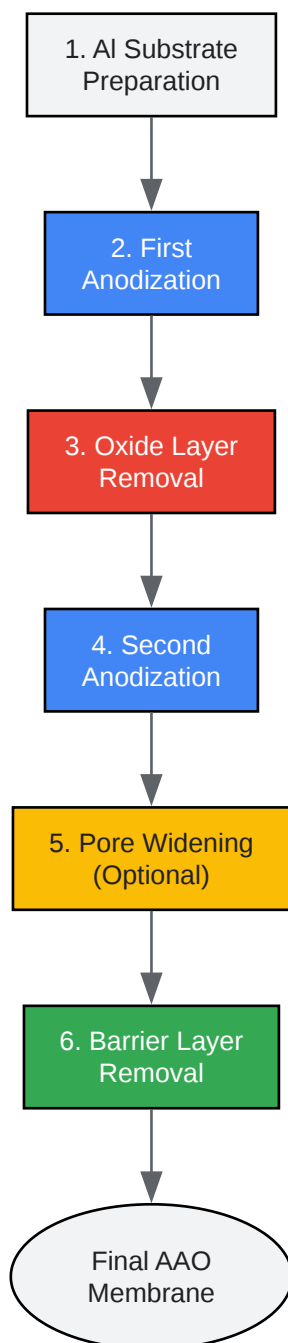 1. Al Substrate
Preparation
2. First
Anodization
3. Oxide Layer
Removal
4. Second
Anodization
5. Pore Widening
(Optional)
6. Barrier Layer
Removal
Final AAO
Membrane